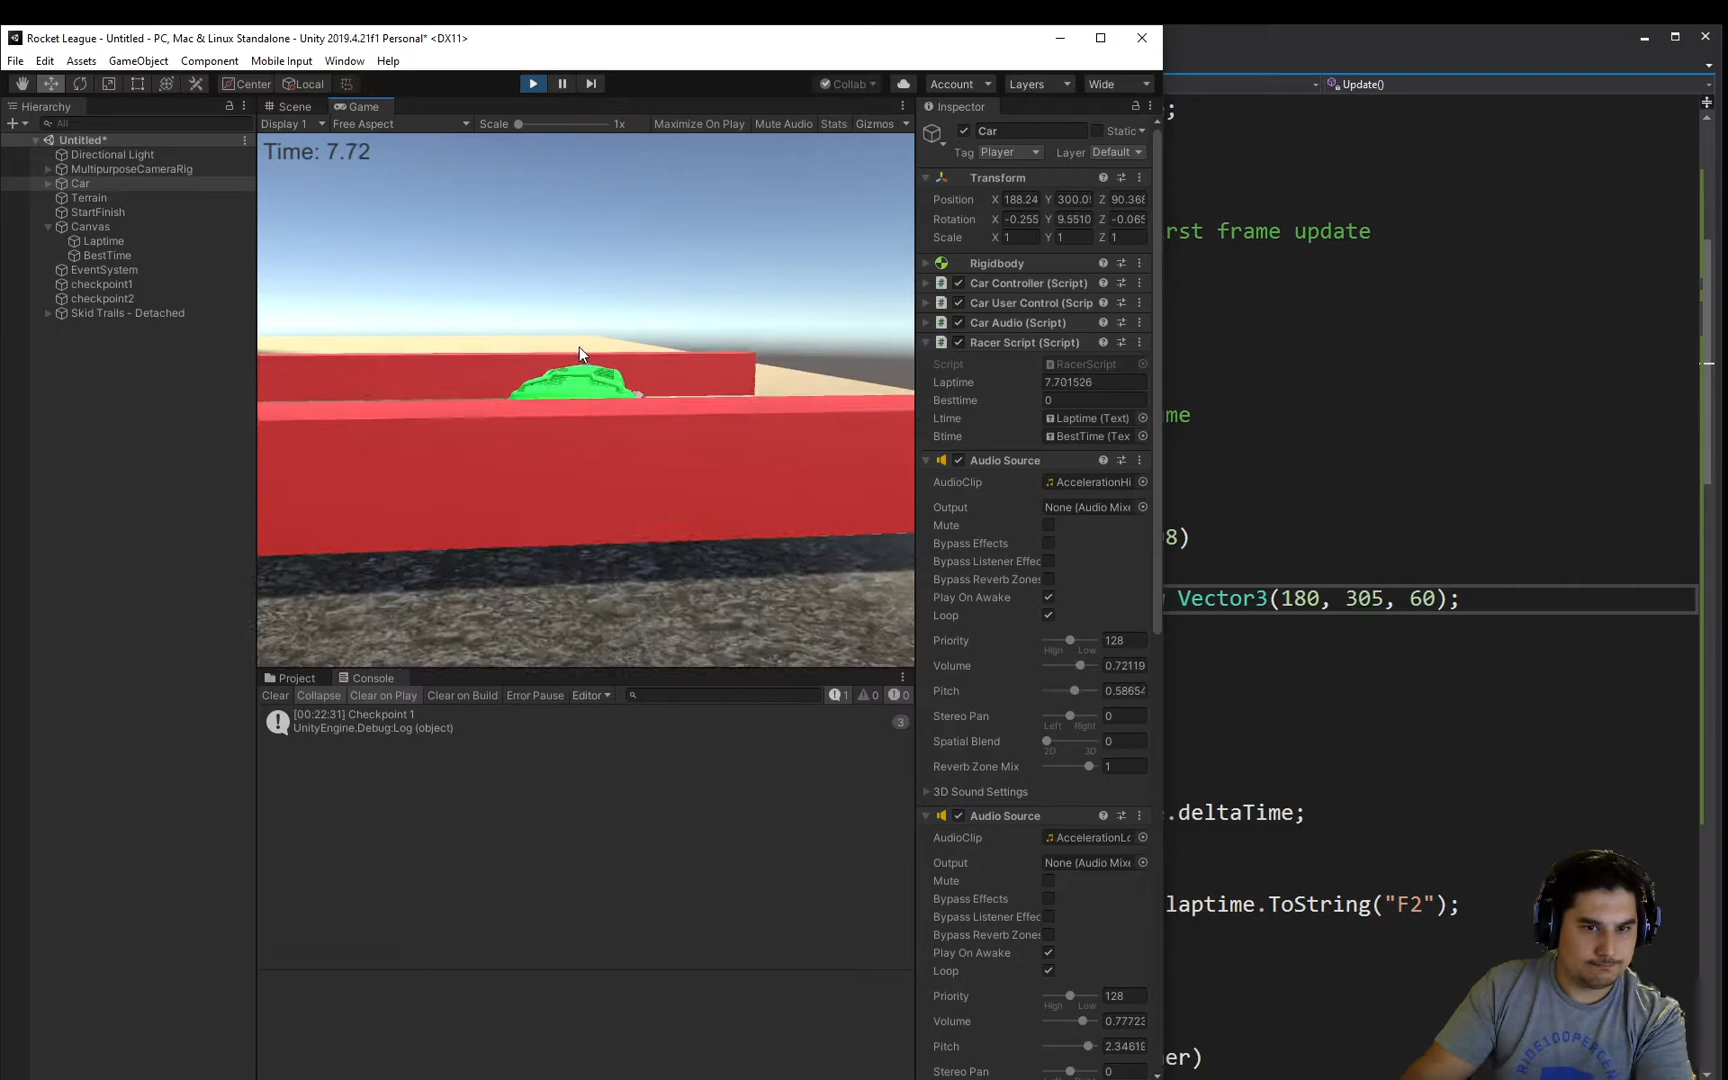 Rocket League - Untitled - PC, Mac & Linux Standalone - Unity 2019.4.21f1 Personal* <DX11>
File Edit Assets GameObject Component Mobile Input Window Help
Center Local Collab Account Layers Wide
Update()
Hierarchy
All
Untitled*
Directional Light
MultipurposeCameraRig
Car
Terrain
StartFinish
Canvas
Laptime
BestTime
EventSystem
checkpoint1
checkpoint2
Skid Trails - Detached
Scene Game
Display 1 Free Aspect Scale 1x Maximize On Play Mute Audio Stats Gizmos
Time: 7.72
Project Console
Clear Collapse Clear on Play Clear on Build Error Pause Editor 1 0 0
[00:22:31] Checkpoint 1
UnityEngine.Debug:Log (object) 3
Inspector
Car Static
Tag Player Layer Default
Transform
Position X 188.24 Y 300.0 Z 90.368
Rotation X -0.255 Y 9.5510 Z -0.065
Scale X 1 Y 1 Z 1
Rigidbody
Car Controller (Script)
Car User Control (Scrip
Car Audio (Script)
Racer Script (Script)
Script RacerScript
Laptime 7.701526
Besttime 0
Ltime Laptime (Text)
Btime BestTime (Tex
Audio Source
AudioClip AccelerationHi
Output None (Audio Mixe
Mute
Bypass Effects
Bypass Listener Effec
Bypass Reverb Zones
Play On Awake
Loop
Priority 128
High Low
Volume 0.72119
Pitch 0.58654
Stereo Pan 0
Left Right
Spatial Blend 0
2D 3D
Reverb Zone Mix 1
3D Sound Settings
Audio Source
AudioClip AccelerationLo
Output None (Audio Mixe
Mute
Bypass Effects
Bypass Listener Effec
Bypass Reverb Zones
Play On Awake
Loop
Priority 128
High Low
Volume 0.77723
Pitch 2.34619
Stereo Pan 0
;
rst frame update
me
8)
Vector3(180, 305, 60);
.deltaTime;
laptime.ToString("F2");
er)